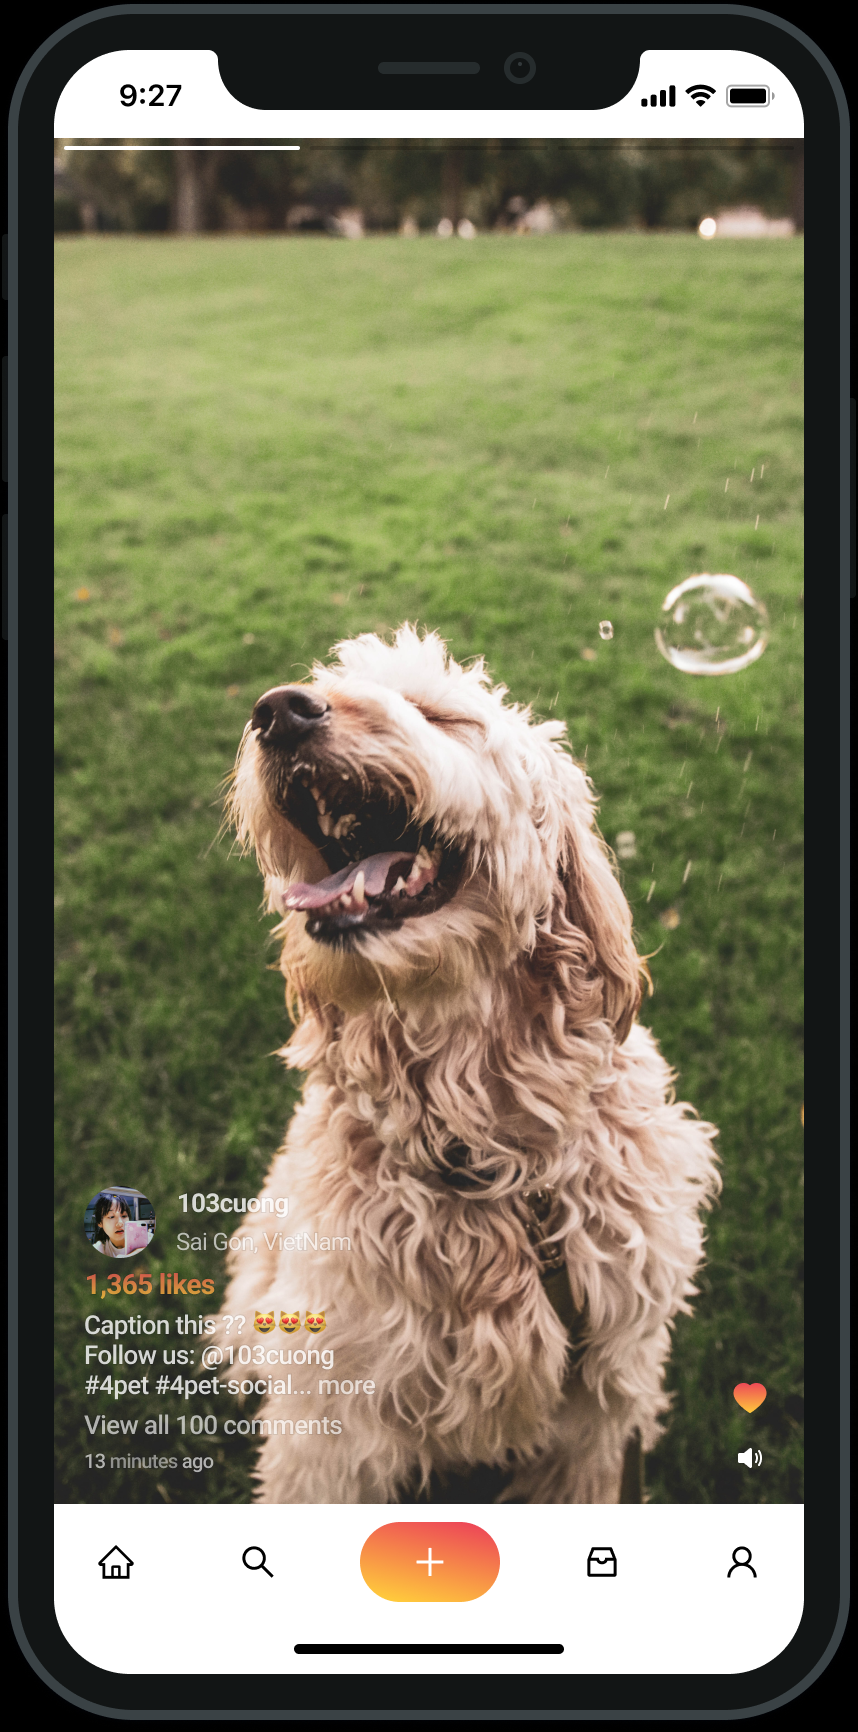 9:27
103cuong
Sai Gon, VietNam
1,365 likes
Caption this ?? 😻😻😻
Follow us: @103cuong
#4pet #4pet-social... more
View all 100 comments
13 minutes ago